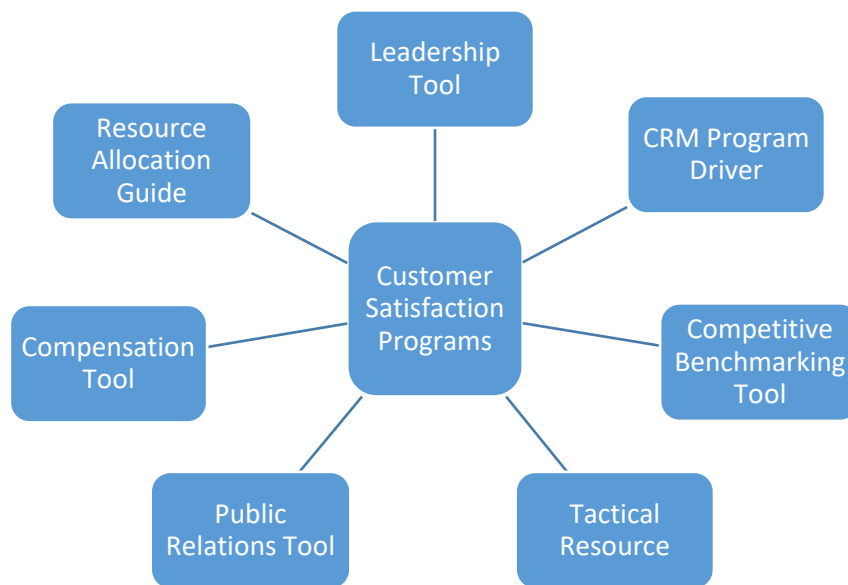 Leadership
Tool
Resource
Allocation
Guide
CRM Program
Driver
Customer
Satisfaction
Programs
Compensation
Tool
Competitive
Benchmarking
Tool
Public
Relations Tool
Tactical
Resource